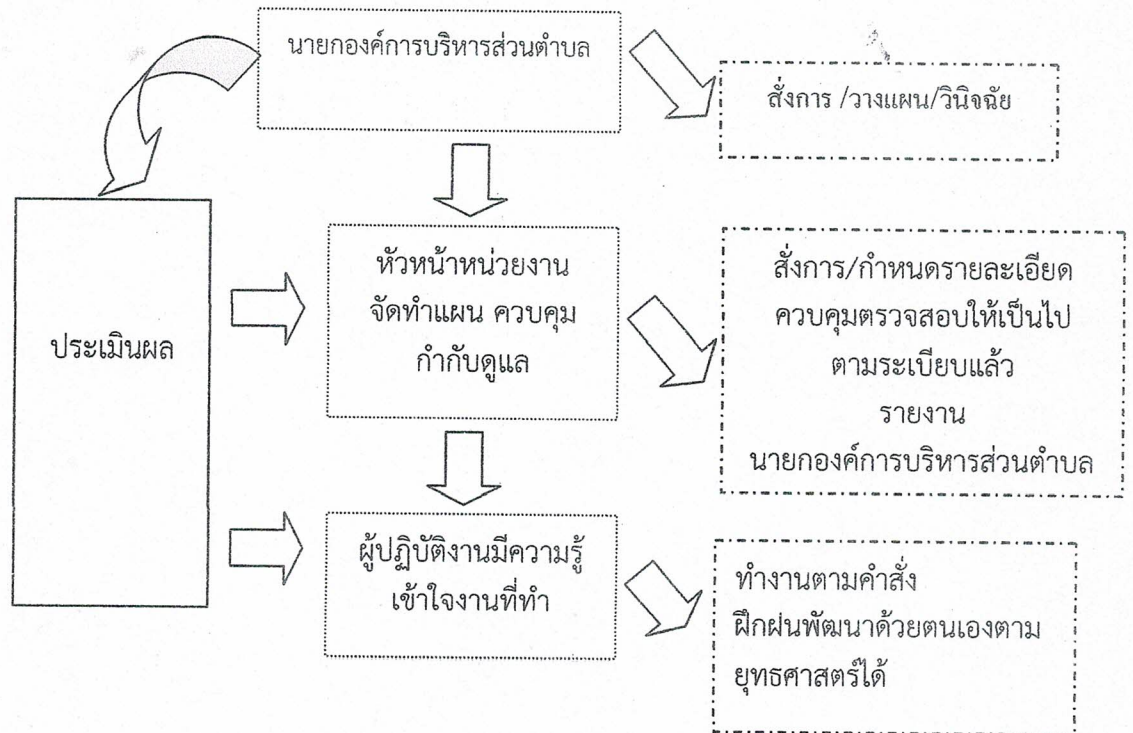 นายกองค์การบริหารส่วนตำบล
สั่งการ /วางแผน/วินิจฉัย
ประเมินผล
หัวหน้าหน่วยงาน
จัดทำแผน ควบคุม
กำกับดูแล
สั่งการ/กำหนดรายละเอียด
ควบคุมตรวจสอบให้เป็นไป
ตามระเบียบแล้ว
รายงาน
นายกองค์การบริหารส่วนตำบล
ผู้ปฏิบัติงานมีความรู้
เข้าใจงานที่ทำ
ทำงานตามคำสั่ง
ฝึกฝนพัฒนาด้วยตนเองตาม
ยุทธศาสตร์ได้